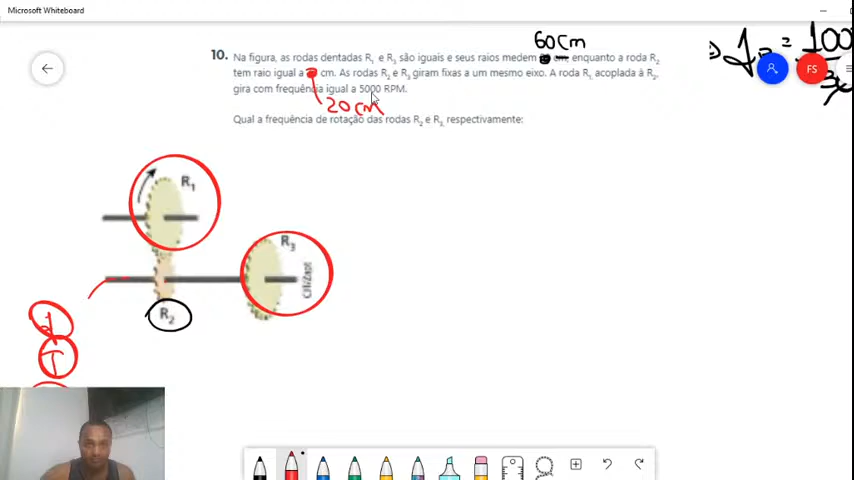 Microsoft Whiteboard
60cm
10. Na figura, as rodas dentadas R1 e R3 são iguais e seus raios medem cm, enquanto a roda R2
tem raio igual a cm. As rodas R2 e R3 giram fixas a um mesmo eixo. A roda R1 acoplada à R2,
gira com frequência igual a 5000 RPM.
20cm
Qual a frequência de rotação das rodas R2 e R3 respectivamente:
FS
R1
R3
R2
T